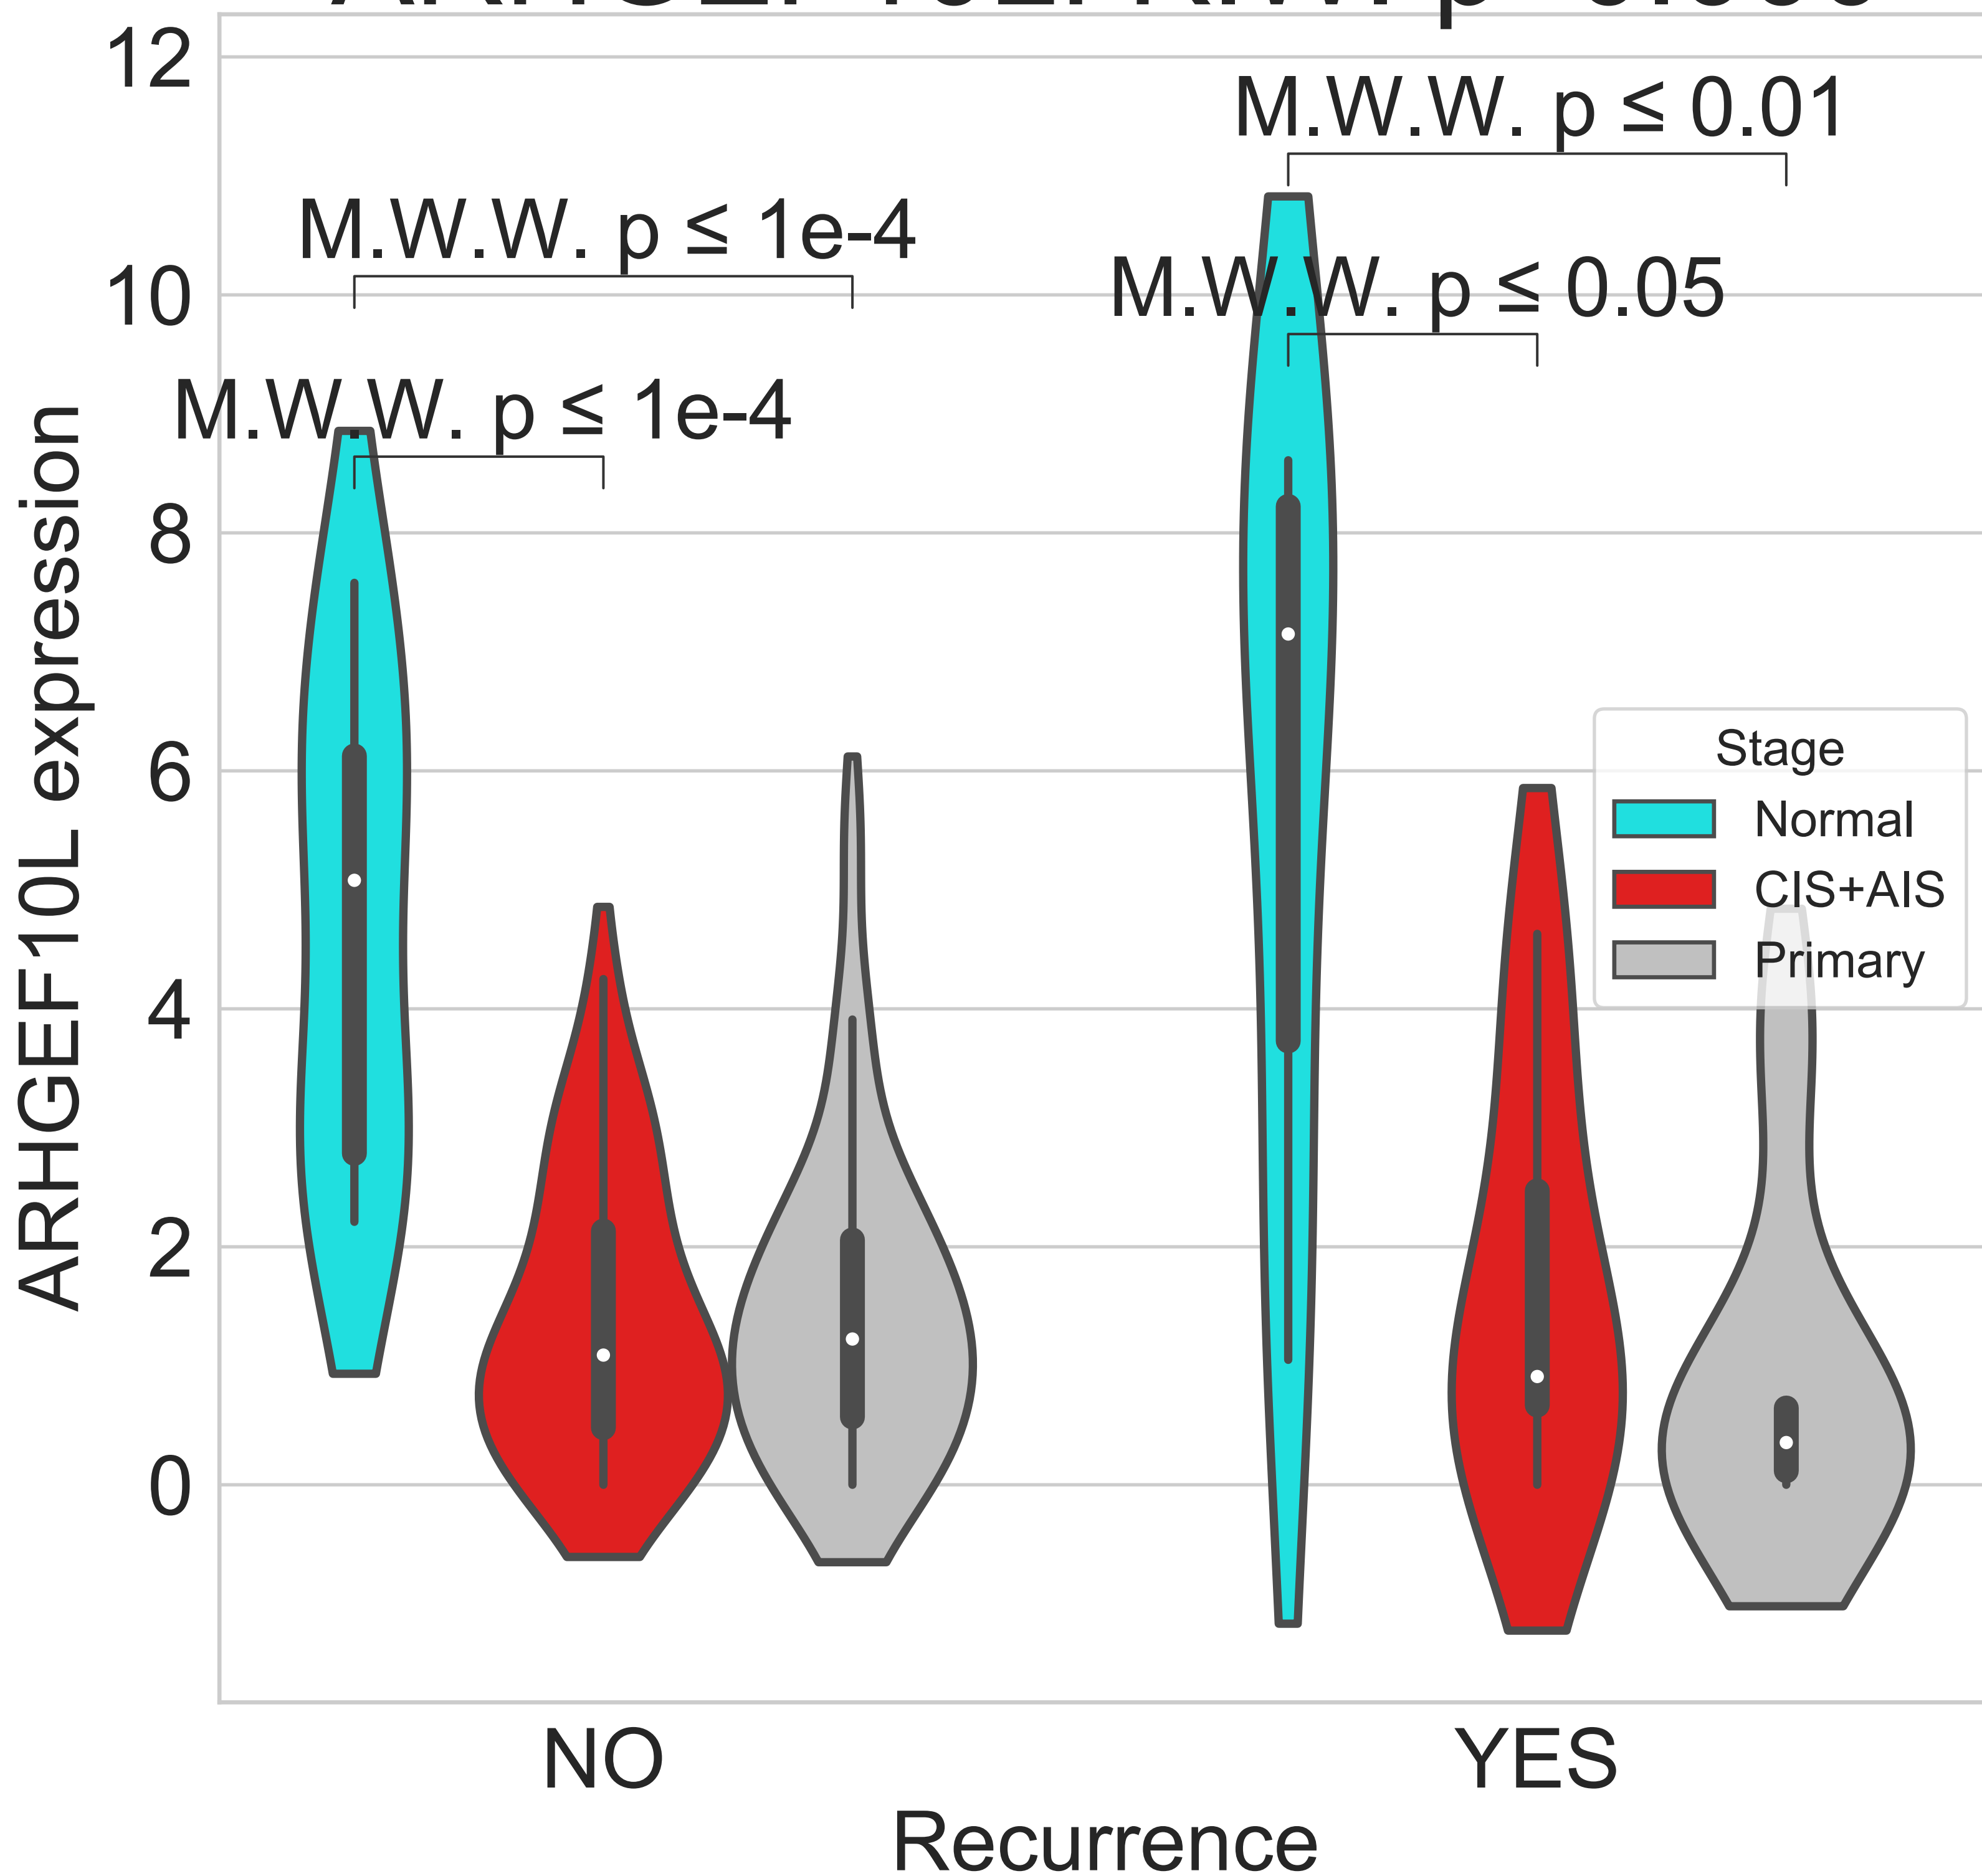 12
M.W.W. p ≤ 0.01
M.W.W. p ≤ 1e-4
10
M.W.W. p ≤ 0.05
M.W.W. p ≤ 1e-4
8
6
4
2
0
ARHGEF10L expression
Stage
Normal
CIS+AIS
Primary
NO
YES
Recurrence